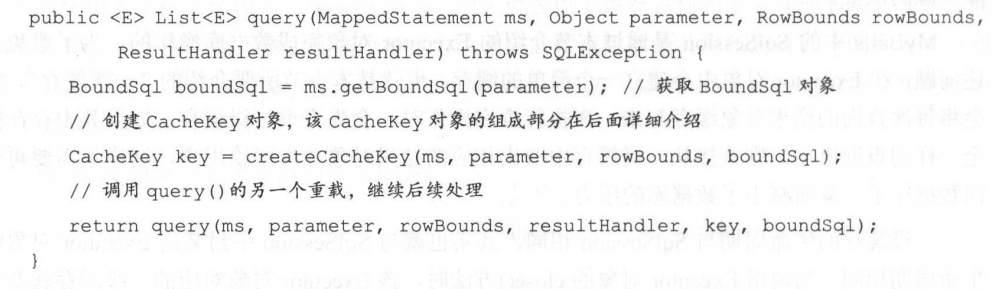 public <E> List<E> query(MappedStatement ms, Object parameter, RowBounds rowBounds,
ResultHandler resultHandler) throws SQLException {
BoundSql boundSql = ms.getBoundSql(parameter); // 获取 BoundSql 对象
// 创建 CacheKey 对象，该 CacheKey 对象的组成部分在后面详细介绍
CacheKey key = createCacheKey(ms, parameter, rowBounds, boundSql);
// 调用 query()的另一个重载，继续后续处理
return query(ms, parameter, rowBounds, resultHandler, key, boundSql);
}